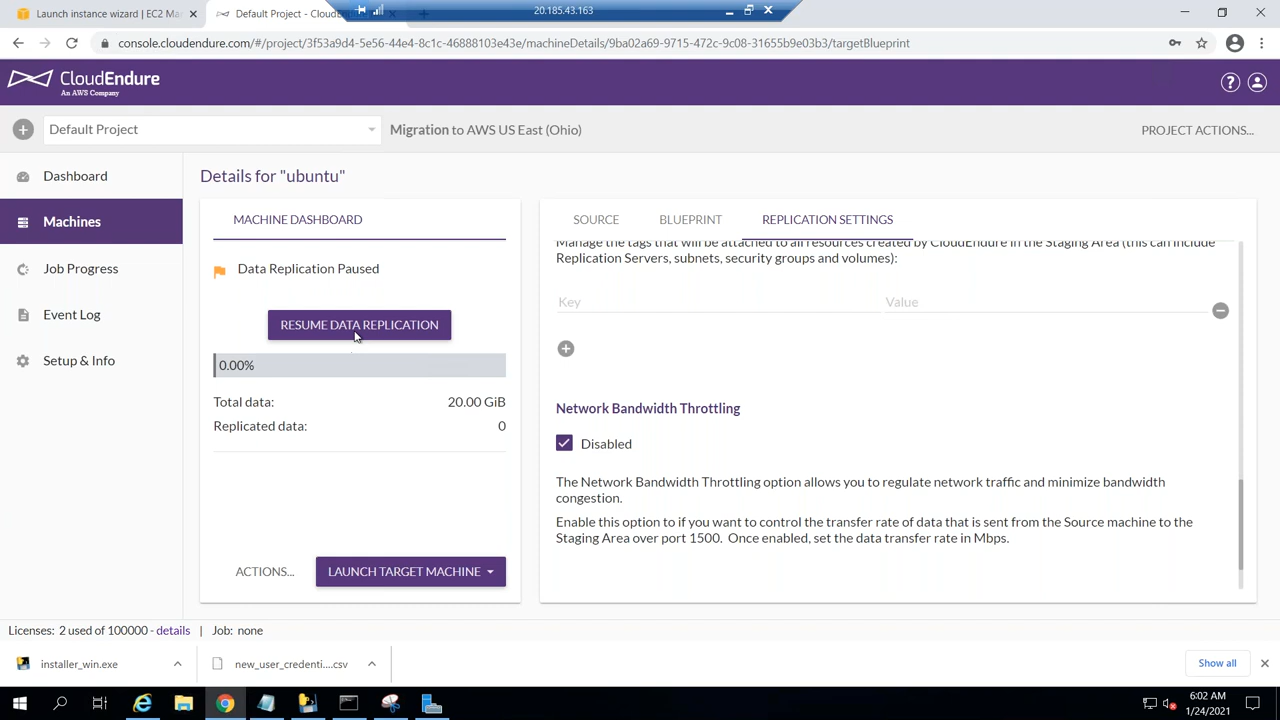 Launch instance wizard | EC2 Ma
Default Project - CloudEndu
20.185.43.163
console.cloudendure.com/#/project/3f53a9d4-5e56-44e4-8c1c-46888103e43e/machineDetails/9ba02a69-9715-472c-9c08-31655b9e03b3/targetBlueprint
CloudEndure
An AWS Company
Default Project
Migration to AWS US East (Ohio)
PROJECT ACTIONS...
Dashboard
Machines
Job Progress
Event Log
Setup & Info
Details for "ubuntu"
MACHINE DASHBOARD
Data Replication Paused
RESUME DATA REPLICATION
0.00%
Total data: 20.00 GiB
Replicated data: 0
ACTIONS...
LAUNCH TARGET MACHINE
SOURCE
BLUEPRINT
REPLICATION SETTINGS
Manage the tags that will be attached to all resources created by CloudEndure in the Staging Area (this can include
Replication Servers, subnets, security groups and volumes):
Key
Value
Network Bandwidth Throttling
Disabled
The Network Bandwidth Throttling option allows you to regulate network traffic and minimize bandwidth
congestion.
Enable this option to if you want to control the transfer rate of data that is sent from the Source machine to the
Staging Area over port 1500. Once enabled, set the data transfer rate in Mbps.
Licenses: 2 used of 100000 - details | Job: none
installer_win.exe
new_user_credenti....csv
Show all
6:02 AM
1/24/2021